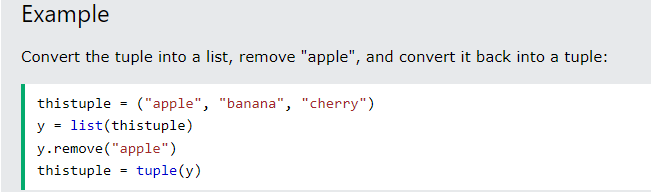 Example
Convert the tuple into a list, remove "apple", and convert it back into a tuple:
thistuple = ("apple", "banana", "cherry")
y = list(thistuple)
y.remove("apple")
thistuple = tuple(y)